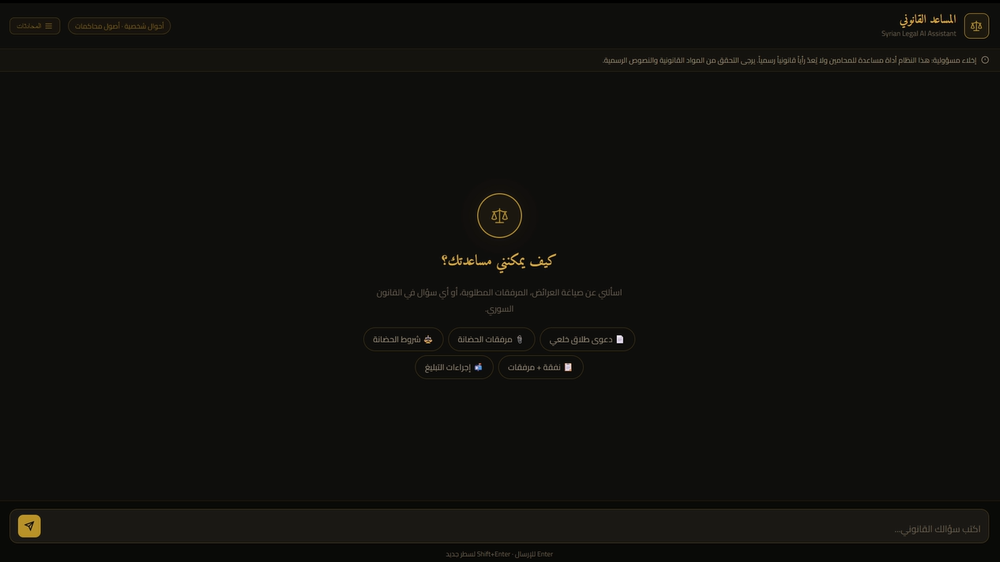 المساعد القانوني
Syrian Legal AI Assistant
أحوال شخصية · أصول محاكمات
المحادثات
إخلاء مسؤولية: هذا النظام أداة مساعدة للمحامين ولا يُعدّ رأياً قانونياً رسمياً. يرجى التحقق من المواد القانونية والنصوص الرسمية.
كيف يمكنني مساعدتك؟
اسألني عن صياغة العرائض، المرفقات المطلوبة، أو أي سؤال في القانون
السوري.
دعوى طلاق خلعي
مرفقات الحضانة
شروط الحضانة
نفقة + مرفقات
إجراءات التبليغ
اكتب سؤالك القانوني...
Enter للإرسال · Shift+Enter لسطر جديد